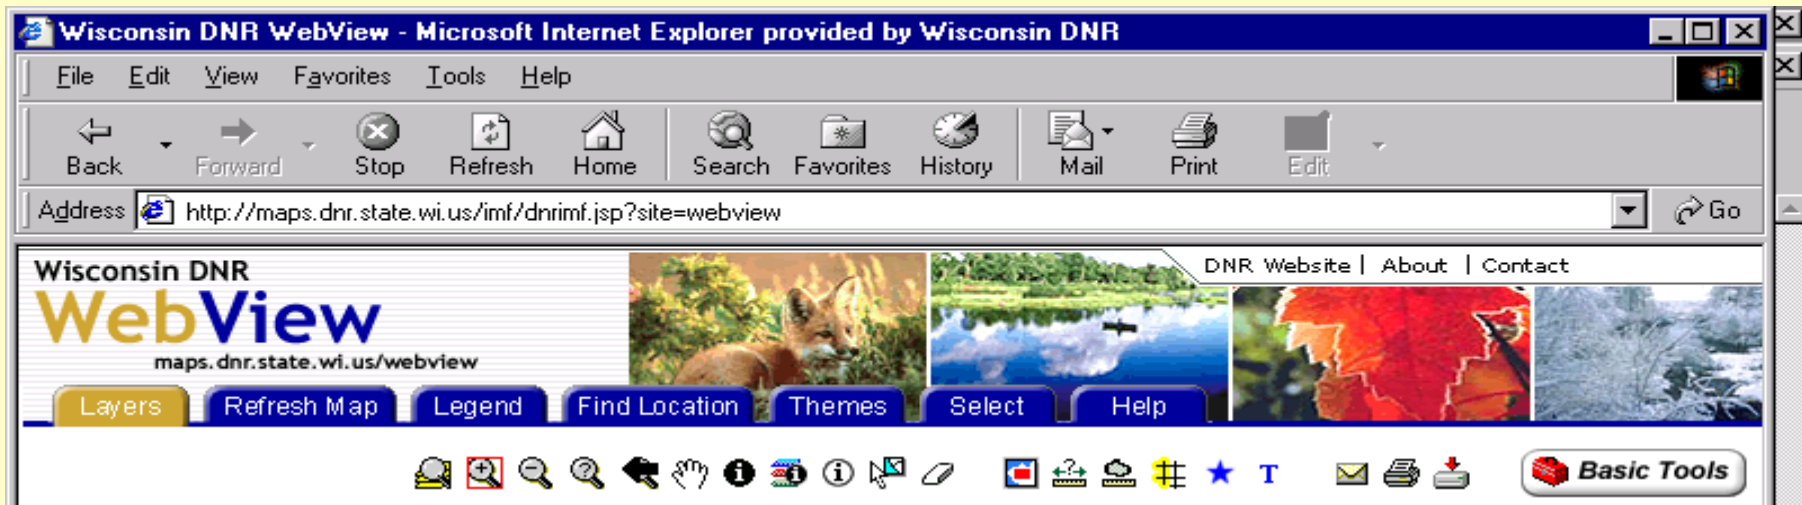 Wisconsin DNR WebView - Microsoft Internet Explorer provided by Wisconsin DNR
File Edit View Favorites Tools Help
Back Forward Stop Refresh Home Search Favorites History Mail Print Edit
Address http://maps.dnr.state.wi.us/imf/dnrimf.jsp?site=webview Go
Wisconsin DNR
DNR Website | About | Contact
WebView
maps.dnr.state.wi.us/webview
Layers Refresh Map Legend Find Location Themes Select Help
T Basic Tools